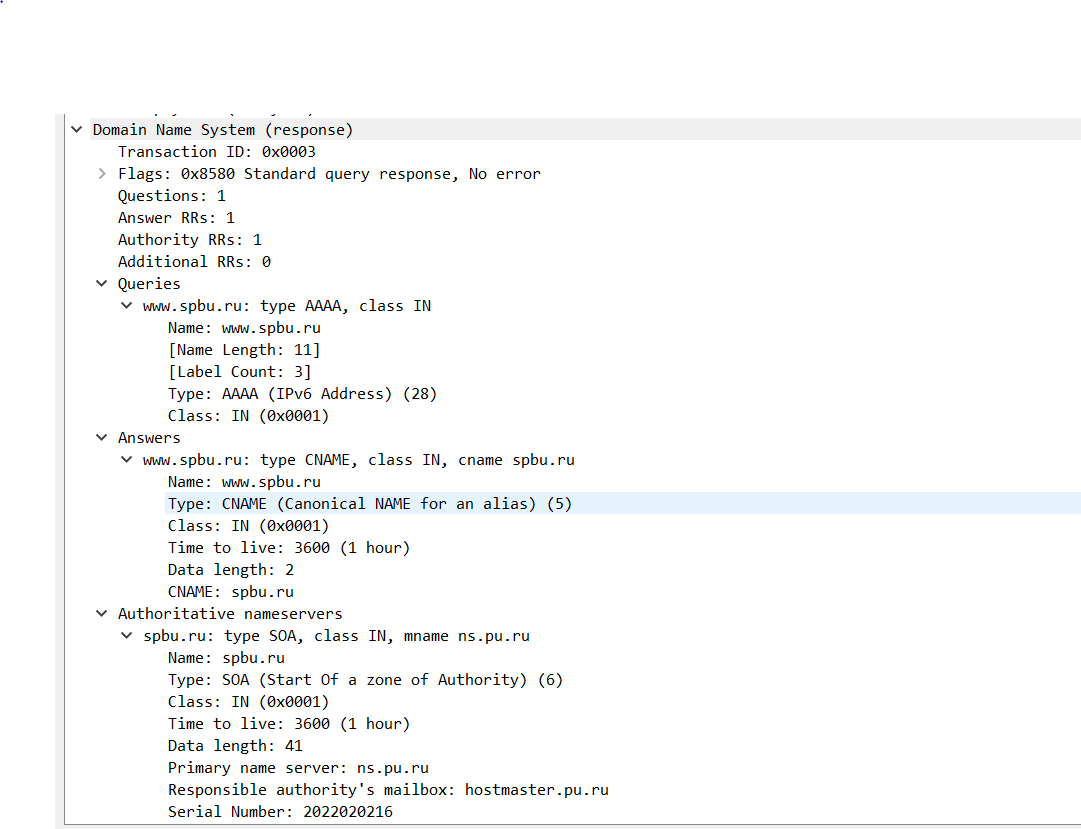 Domain Name System (response)
Transaction ID: 0x0003
Flags: 0x8580 Standard query response, No error
Questions: 1
Answer RRs: 1
Authority RRs: 1
Additional RRs: 0
Queries
www.spbu.ru: type AAAA, class IN
Name: www.spbu.ru
[Name Length: 11]
[Label Count: 3]
Type: AAAA (IPv6 Address) (28)
Class: IN (0x0001)
Answers
www.spbu.ru: type CNAME, class IN, cname spbu.ru
Name: www.spbu.ru
Type: CNAME (Canonical NAME for an alias) (5)
Class: IN (0x0001)
Time to live: 3600 (1 hour)
Data length: 2
CNAME: spbu.ru
Authoritative nameservers
spbu.ru: type SOA, class IN, mname ns.pu.ru
Name: spbu.ru
Type: SOA (Start Of a zone of Authority) (6)
Class: IN (0x0001)
Time to live: 3600 (1 hour)
Data length: 41
Primary name server: ns.pu.ru
Responsible authority's mailbox: hostmaster.pu.ru
Serial Number: 2022020216